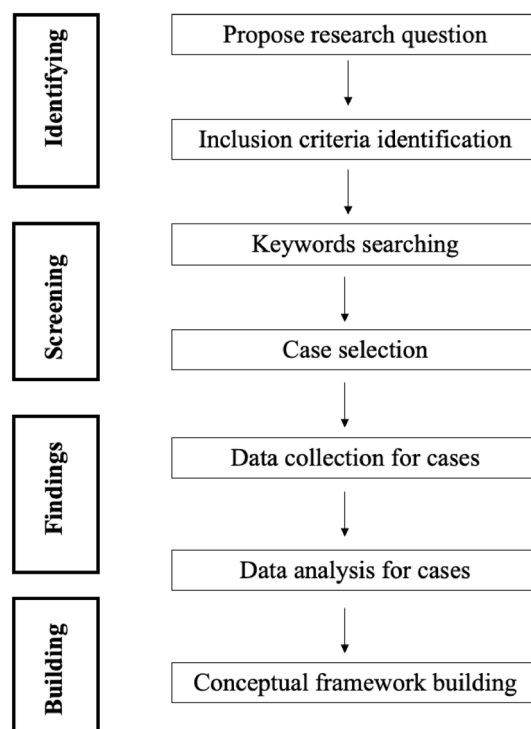 Identifying
Propose research question
Inclusion criteria identification
Screening
Keywords searching
Case selection
Findings
Data collection for cases
Data analysis for cases
Building
Conceptual framework building